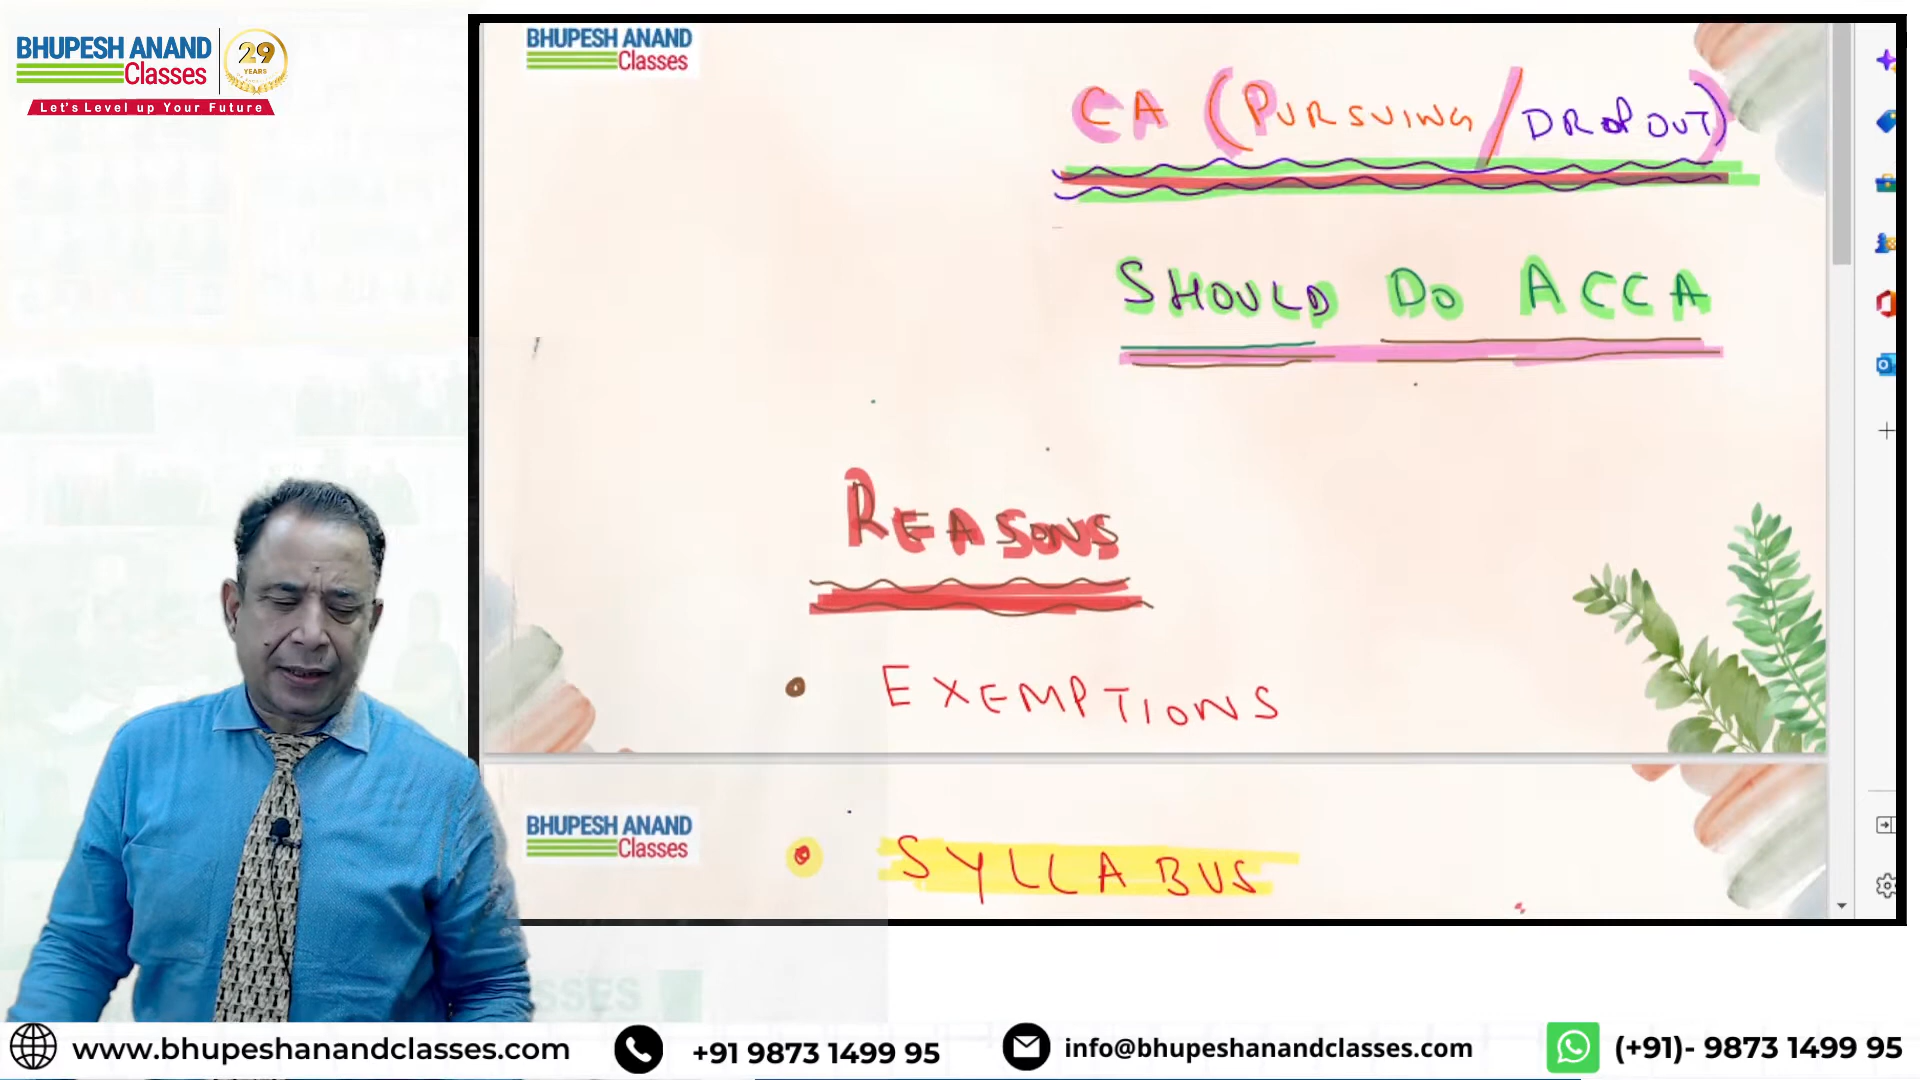 BHUPESH ANAND
Classes
29
YEARS
Let's Level up Your Future
BHUPESH ANAND
Classes
CA (PURSUING / DROP OUT)
SHOULD DO ACCA
REASONS
• EXEMPTIONS
BHUPESH ANAND
Classes
• SYLLABUS
SSES
www.bhupeshanandclasses.com
+91 9873 1499 95
info@bhupeshanandclasses.com
(+91)- 9873 1499 95